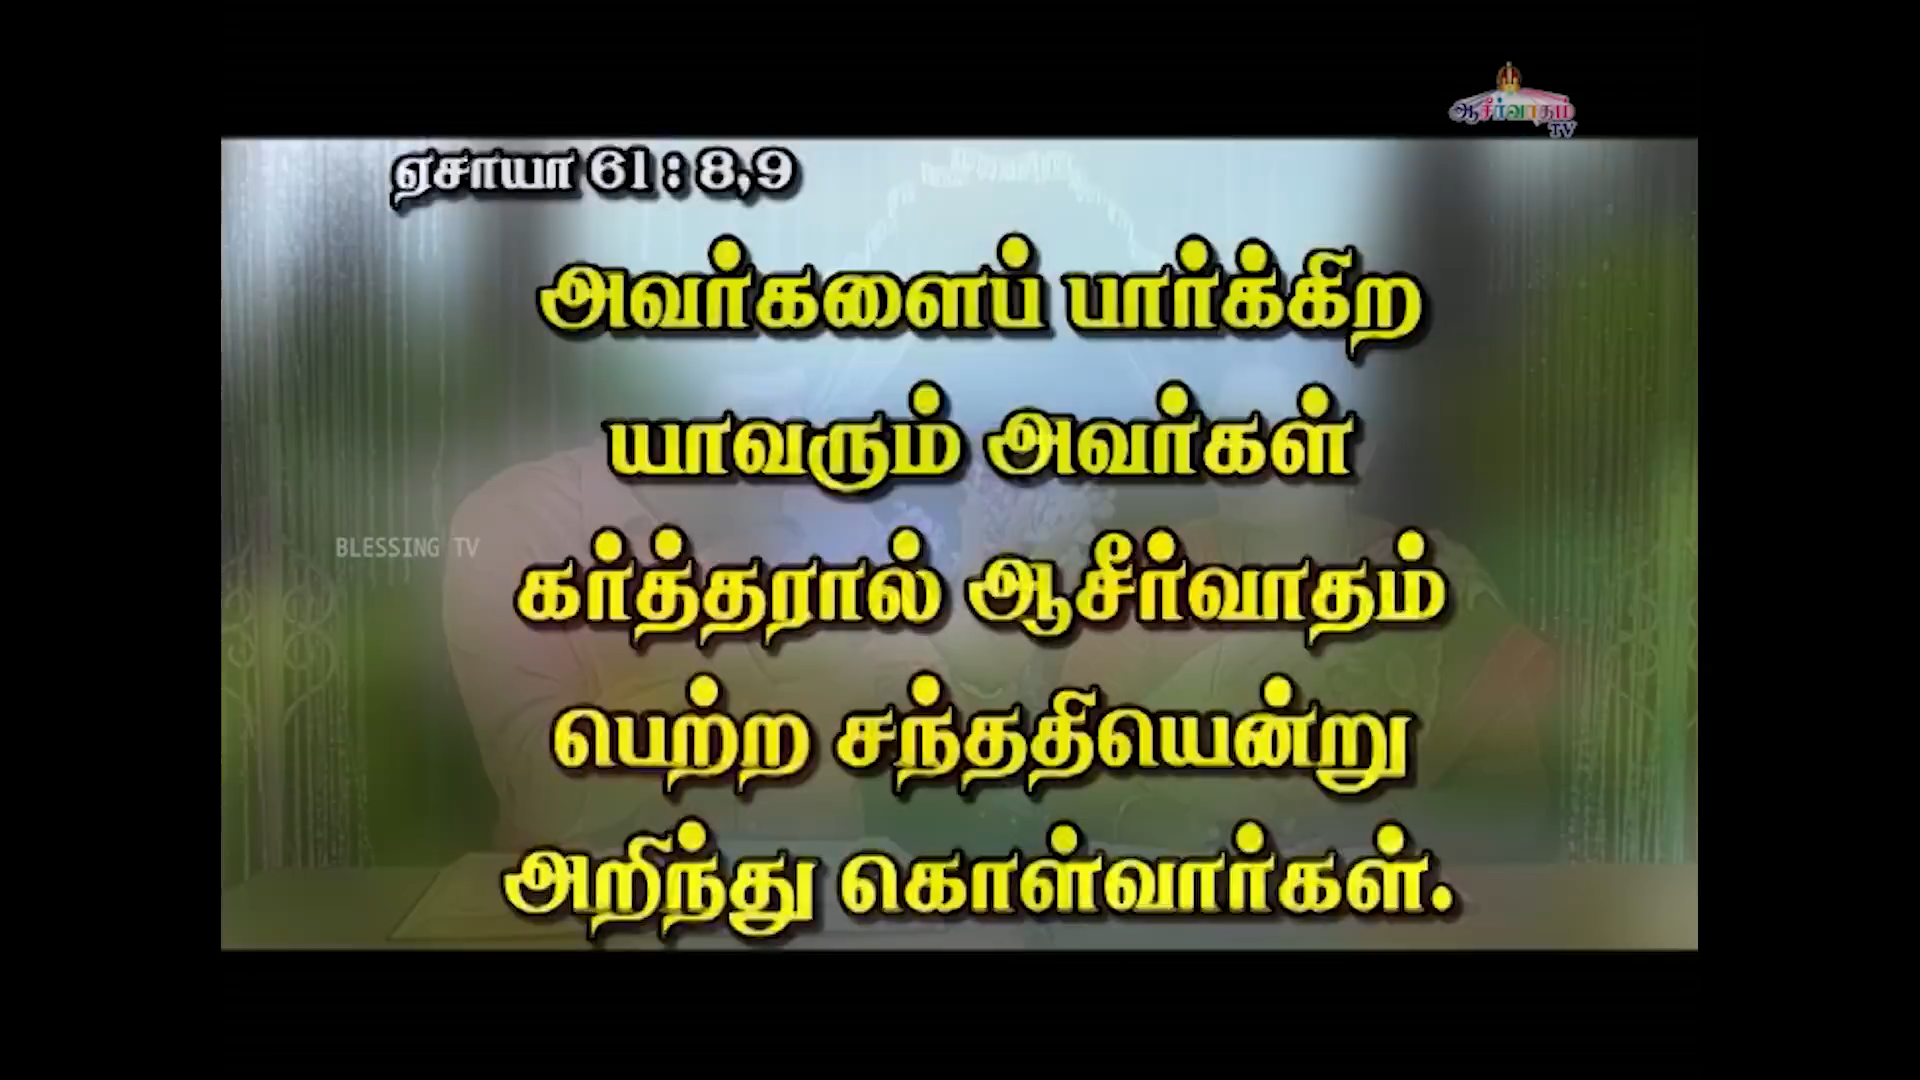 ஆசீர்வாதம்
TV
ஏசாயா 61 : 8,9
அவர்களைப் பார்க்கிற
யாவரும் அவர்கள்
BLESSING TV
கர்த்தரால் ஆசீர்வாதம்
பெற்ற சந்ததியென்று
அறிந்து கொள்வார்கள்.